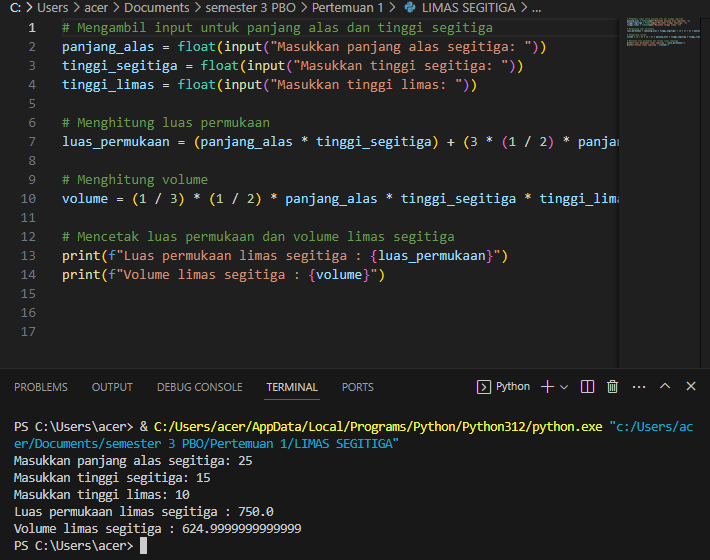 C: > Users > acer > Documents > semester 3 PBO > Pertemuan 1 > LIMAS SEGITIGA > ...
1 # Mengambil input untuk panjang alas dan tinggi segitiga
2 panjang_alas = float(input("Masukkan panjang alas segitiga: "))
3 tinggi_segitiga = float(input("Masukkan tinggi segitiga: "))
4 tinggi_limas = float(input("Masukkan tinggi limas: "))
5
6 # Menghitung luas permukaan
7 luas_permukaan = (panjang_alas * tinggi_segitiga) + (3 * (1 / 2) * panja
8
9 # Menghitung volume
10 volume = (1 / 3) * (1 / 2) * panjang_alas * tinggi_segitiga * tinggi_lima
11
12 # Mencetak luas permukaan dan volume limas segitiga
13 print(f"Luas permukaan limas segitiga : {luas_permukaan}")
14 print(f"Volume limas segitiga : {volume}")
15
16
17
PROBLEMS OUTPUT DEBUG CONSOLE TERMINAL PORTS Python
PS C:\Users\acer> & C:/Users/acer/AppData/Local/Programs/Python/Python312/python.exe "c:/Users/ac
er/Documents/semester 3 PBO/Pertemuan 1/LIMAS SEGITIGA"
Masukkan panjang alas segitiga: 25
Masukkan tinggi segitiga: 15
Masukkan tinggi limas: 10
Luas permukaan limas segitiga : 750.0
Volume limas segitiga : 624.9999999999999
PS C:\Users\acer>